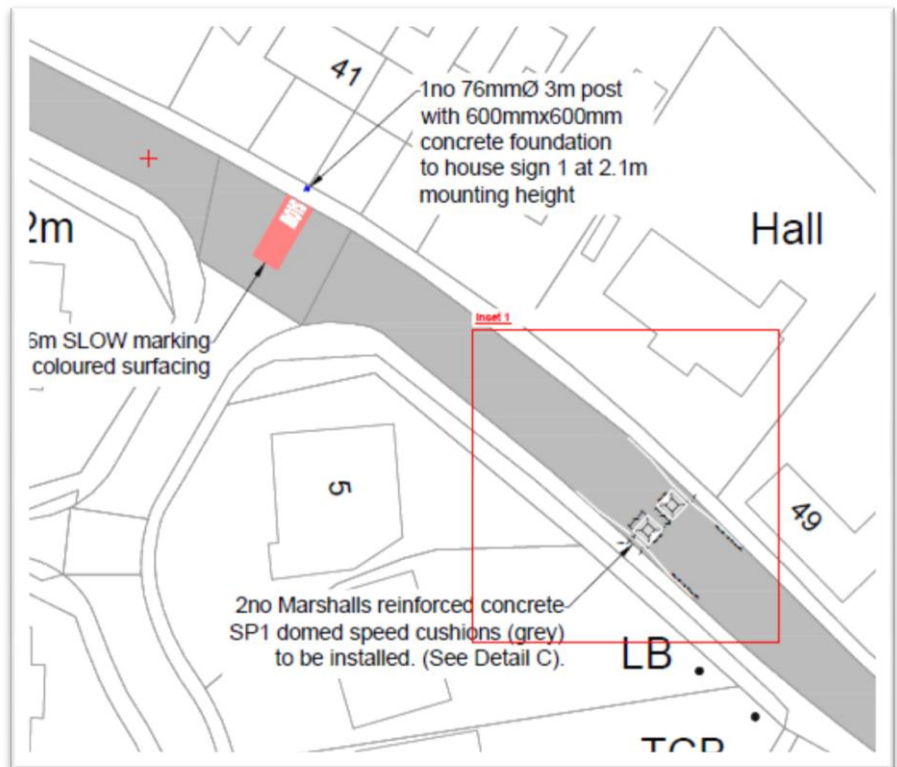 41
1no 76mmØ 3m post
with 600mmx600mm
concrete foundation
to house sign 1 at 2.1m
mounting height
2m
Hall
SLOW
Inset 1
6m SLOW marking
coloured surfacing
5
49
2no Marshalls reinforced concrete
SP1 domed speed cushions (grey)
to be installed. (See Detail C).
LB
TCP